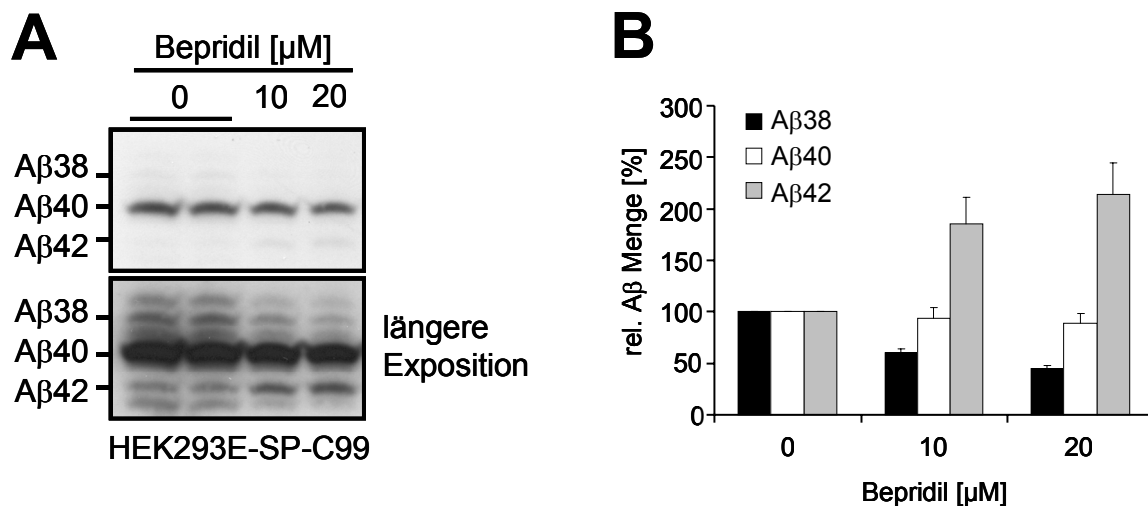 A
Bepridil [µM]
0 10 20
Aβ38
Aβ40
Aβ42
Aβ38
Aβ40
Aβ42
längere
Exposition
HEK293E-SP-C99
B
300
250
200
150
100
50
0
rel. Aβ Menge [%]
Aβ38
Aβ40
Aβ42
0 10 20
Bepridil [µM]